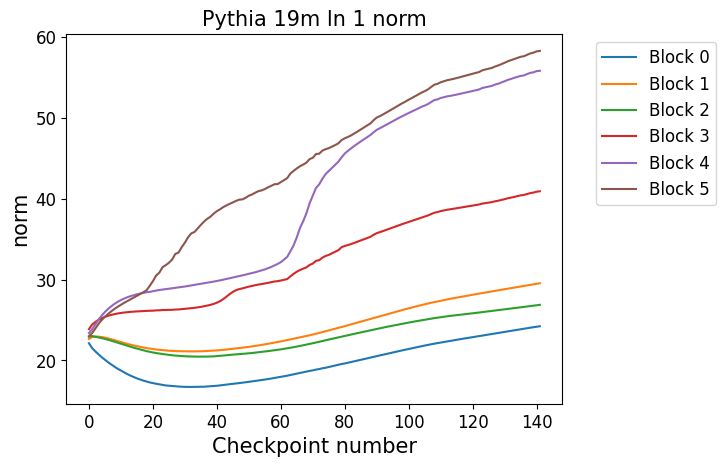 Pythia 19m ln 1 norm
60
50
40
30
20
norm
0 20 40 60 80 100 120 140
Checkpoint number
Block 0
Block 1
Block 2
Block 3
Block 4
Block 5